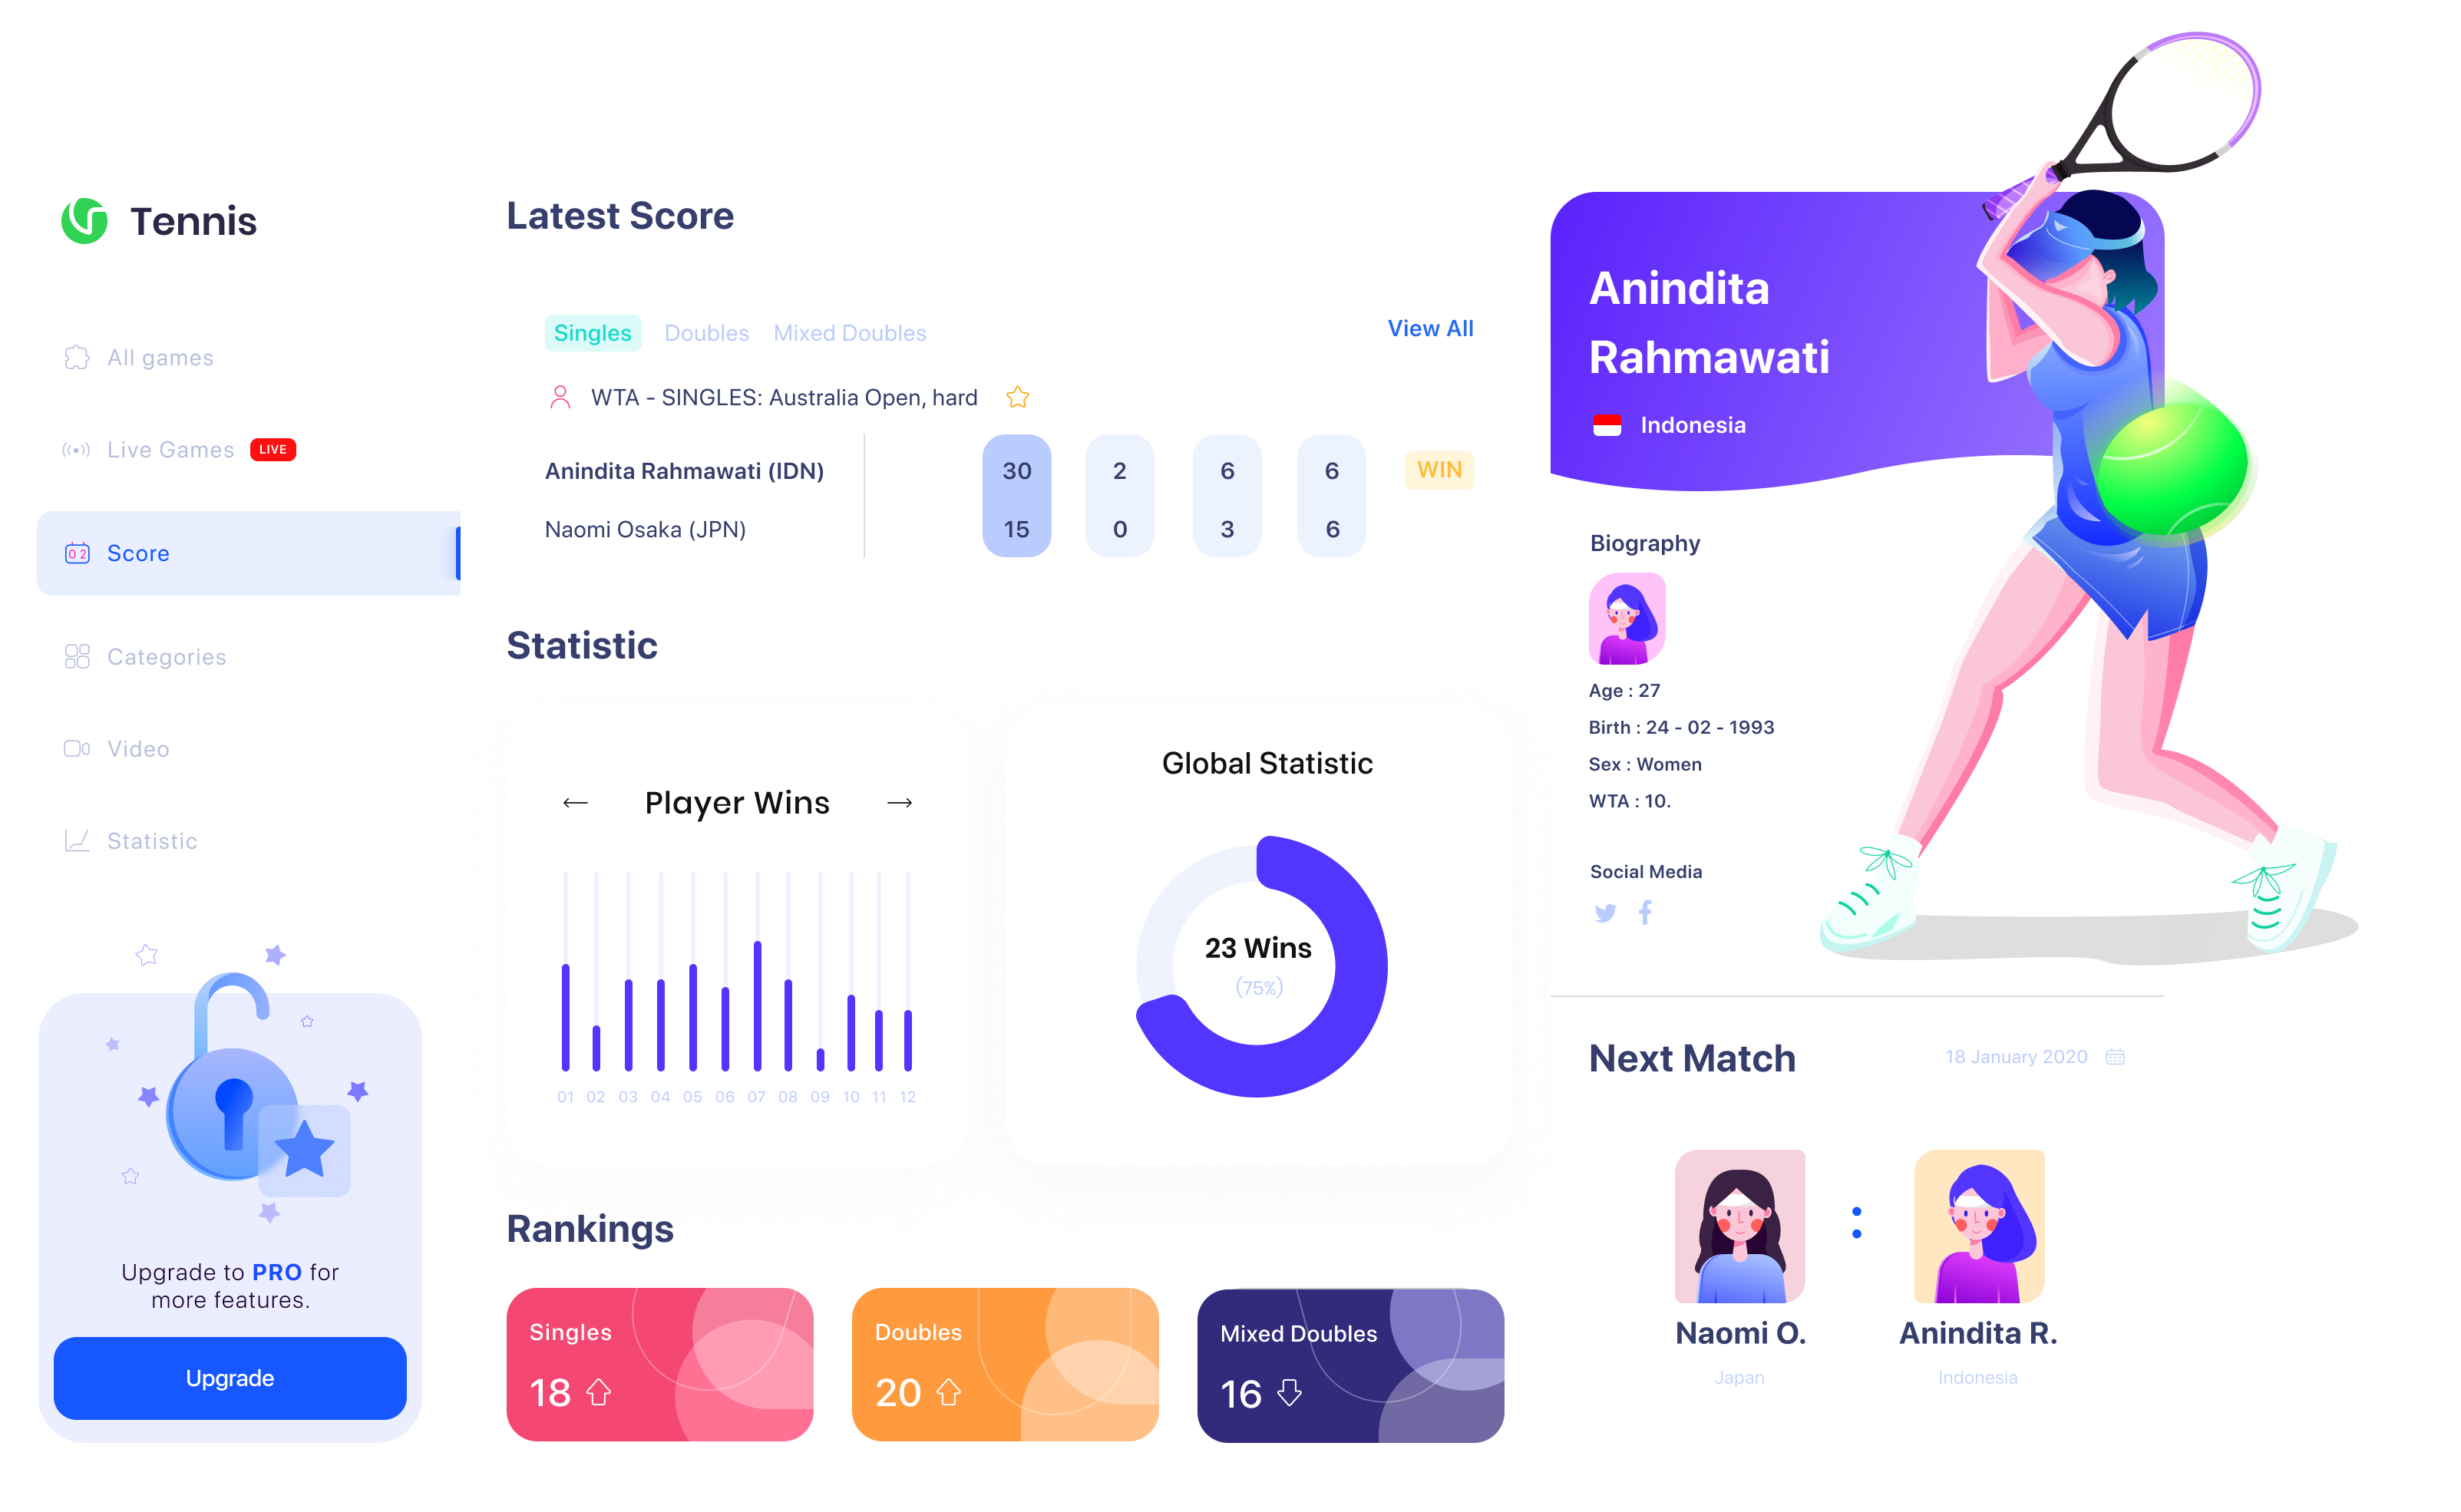 Tennis
All games
Live Games LIVE
0 2 Score
Categories
Video
Statistic
Upgrade to PRO for
more features.
Upgrade
Latest Score
Singles Doubles Mixed Doubles View All
WTA - SINGLES: Australia Open, hard
Anindita Rahmawati (IDN) 30 2 6 6 WIN
Naomi Osaka (JPN) 15 0 3 6
Statistic
Player Wins
01 02 03 04 05 06 07 08 09 10 11 12
Global Statistic
23 Wins
(75%)
Rankings
Singles
18
Doubles
20
Mixed Doubles
16
Anindita
Rahmawati
Indonesia
Biography
Age : 27
Birth : 24 - 02 - 1993
Sex : Women
WTA : 10.
Social Media
Next Match 18 January 2020
Naomi O. : Anindita R.
Japan Indonesia